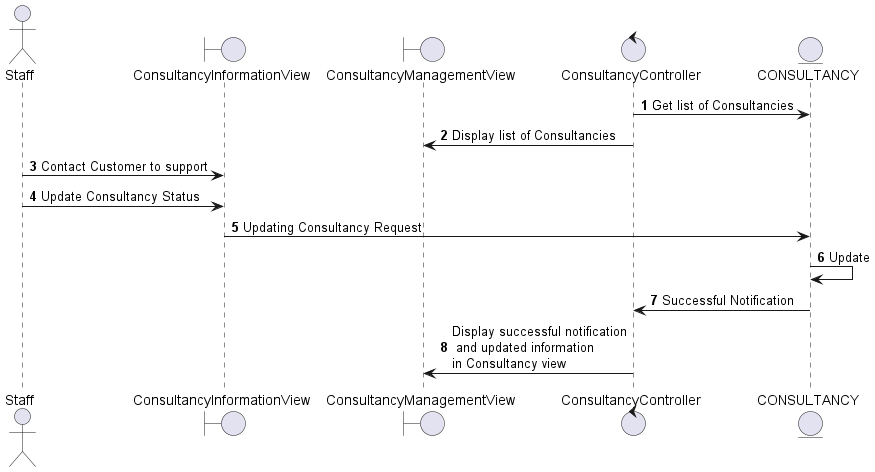 Staff
ConsultancyInformationView
ConsultancyManagementView
ConsultancyController
CONSULTANCY
1 Get list of Consultancies
2 Display list of Consultancies
3 Contact Customer to support
4 Update Consultancy Status
5 Updating Consultancy Request
6 Update
7 Successful Notification
Display successful notification
8 and updated information
in Consultancy view
Staff
ConsultancyInformationView
ConsultancyManagementView
ConsultancyController
CONSULTANCY